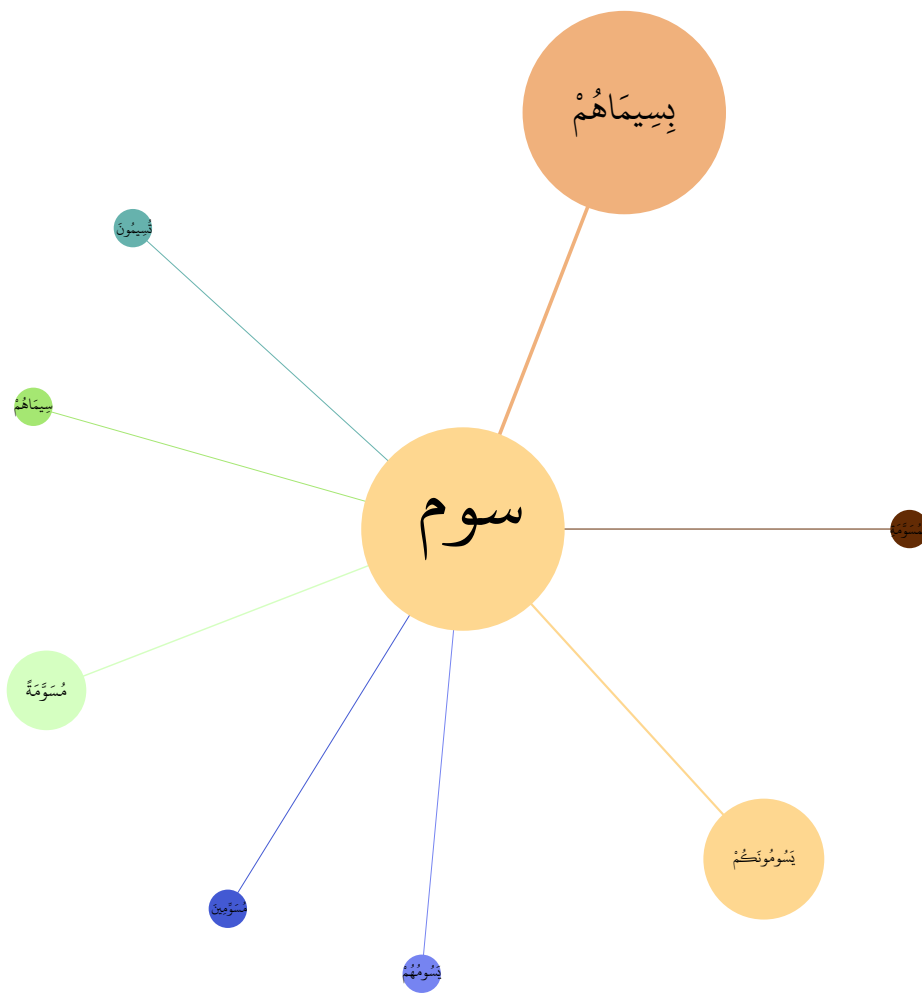 بِسِيمَاهُمْ
تُسِيمُونَ
سِيمَاهُمْ
سوم
مُسَوَّمَةً
يَسُومُونَكُمْ
مُسَوِّمِينَ
يَسُومُهُمْ